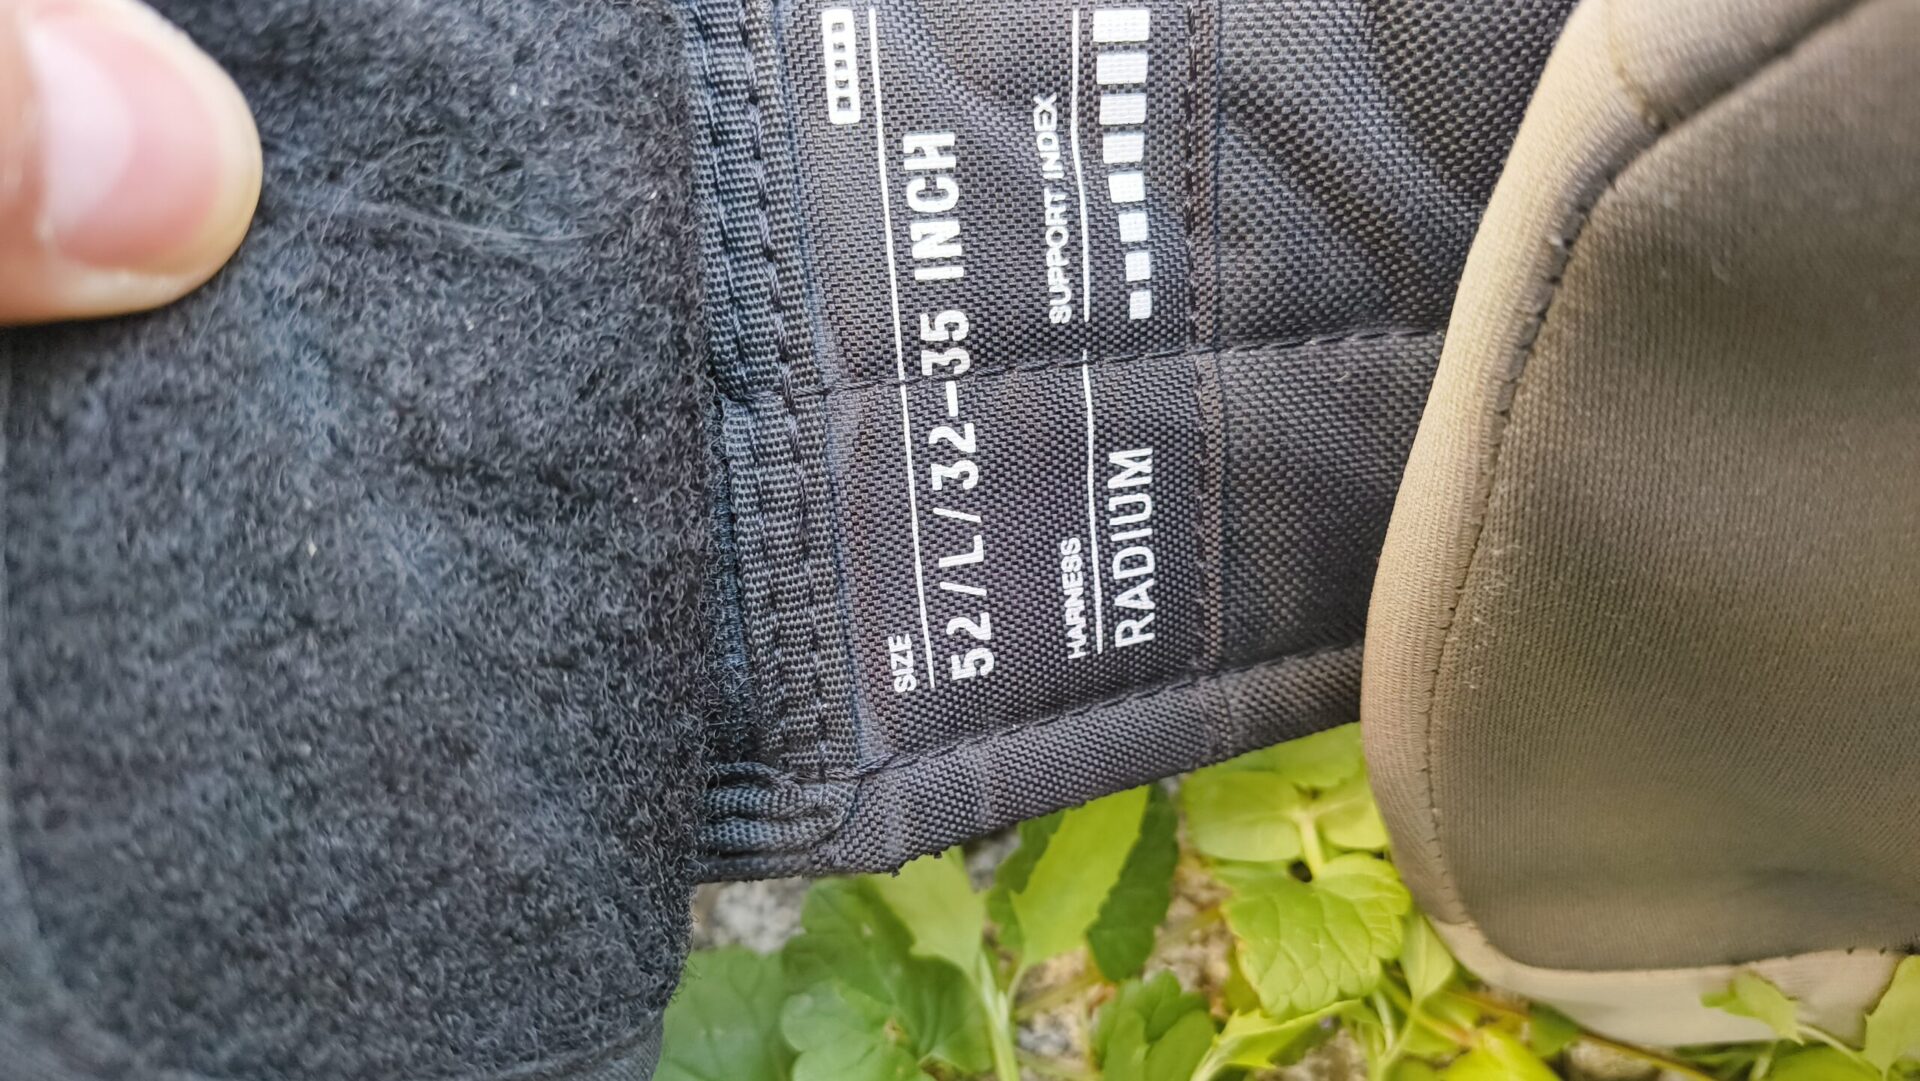 SIZE
52 / L / 32-35 INCH
HARNESS
RADIUM
SUPPORT INDEX